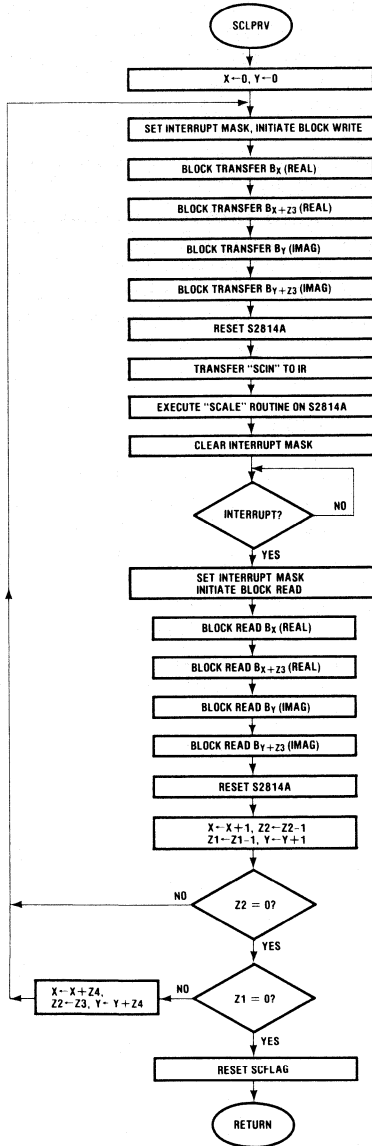 SCLPRV
X←0, Y←0
SET INTERRUPT MASK, INITIATE BLOCK WRITE
BLOCK TRANSFER BX (REAL)
BLOCK TRANSFER BX+Z3 (REAL)
BLOCK TRANSFER BY (IMAG)
BLOCK TRANSFER BY+Z3 (IMAG)
RESET S2814A
TRANSFER "SCIN" TO IR
EXECUTE "SCALE" ROUTINE ON S2814A
CLEAR INTERRUPT MASK
INTERRUPT?
NO
YES
SET INTERRUPT MASK
INITIATE BLOCK READ
BLOCK READ BX (REAL)
BLOCK READ BX+Z3 (REAL)
BLOCK READ BY (IMAG)
BLOCK READ BY+Z3 (IMAG)
RESET S2814A
X←X+1, Z2←Z2-1
Z1←Z1-1, Y←Y+1
NO
Z2 = 0?
YES
X←X+Z4,
Z2←Z3, Y←Y+Z4
NO
Z1 = 0?
YES
RESET SCFLAG
RETURN